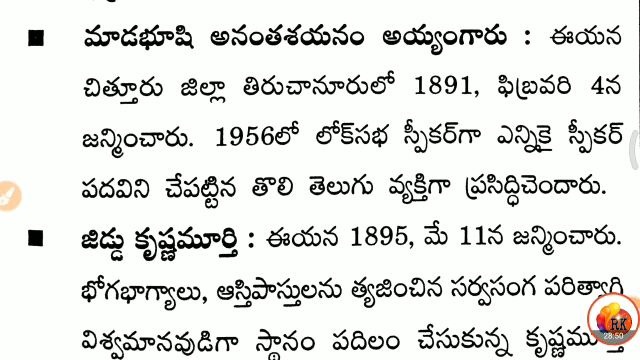 ■ మాడభూషి అనంతశయనం అయ్యంగారు : ఈయన
చిత్తూరు జిల్లా తిరుచానూరులో 1891, ఫిబ్రవరి 4న
జన్మించారు. 1956లో లోక్‌సభ స్పీకర్‌గా ఎన్నికై స్పీకర్
పదవిని చేపట్టిన తొలి తెలుగు వ్యక్తిగా ప్రసిద్ధిచెందారు.
■ జిడ్డు కృష్ణమూర్తి : ఈయన 1895, మే 11న జన్మించారు.
భోగభాగ్యాలు, ఆస్తిపాస్తులను త్యజించిన సర్వసంగ పరిత్యాగి
విశ్వమానవుడిగా స్థానం పదిలం చేసుకున్న
RK
28:50